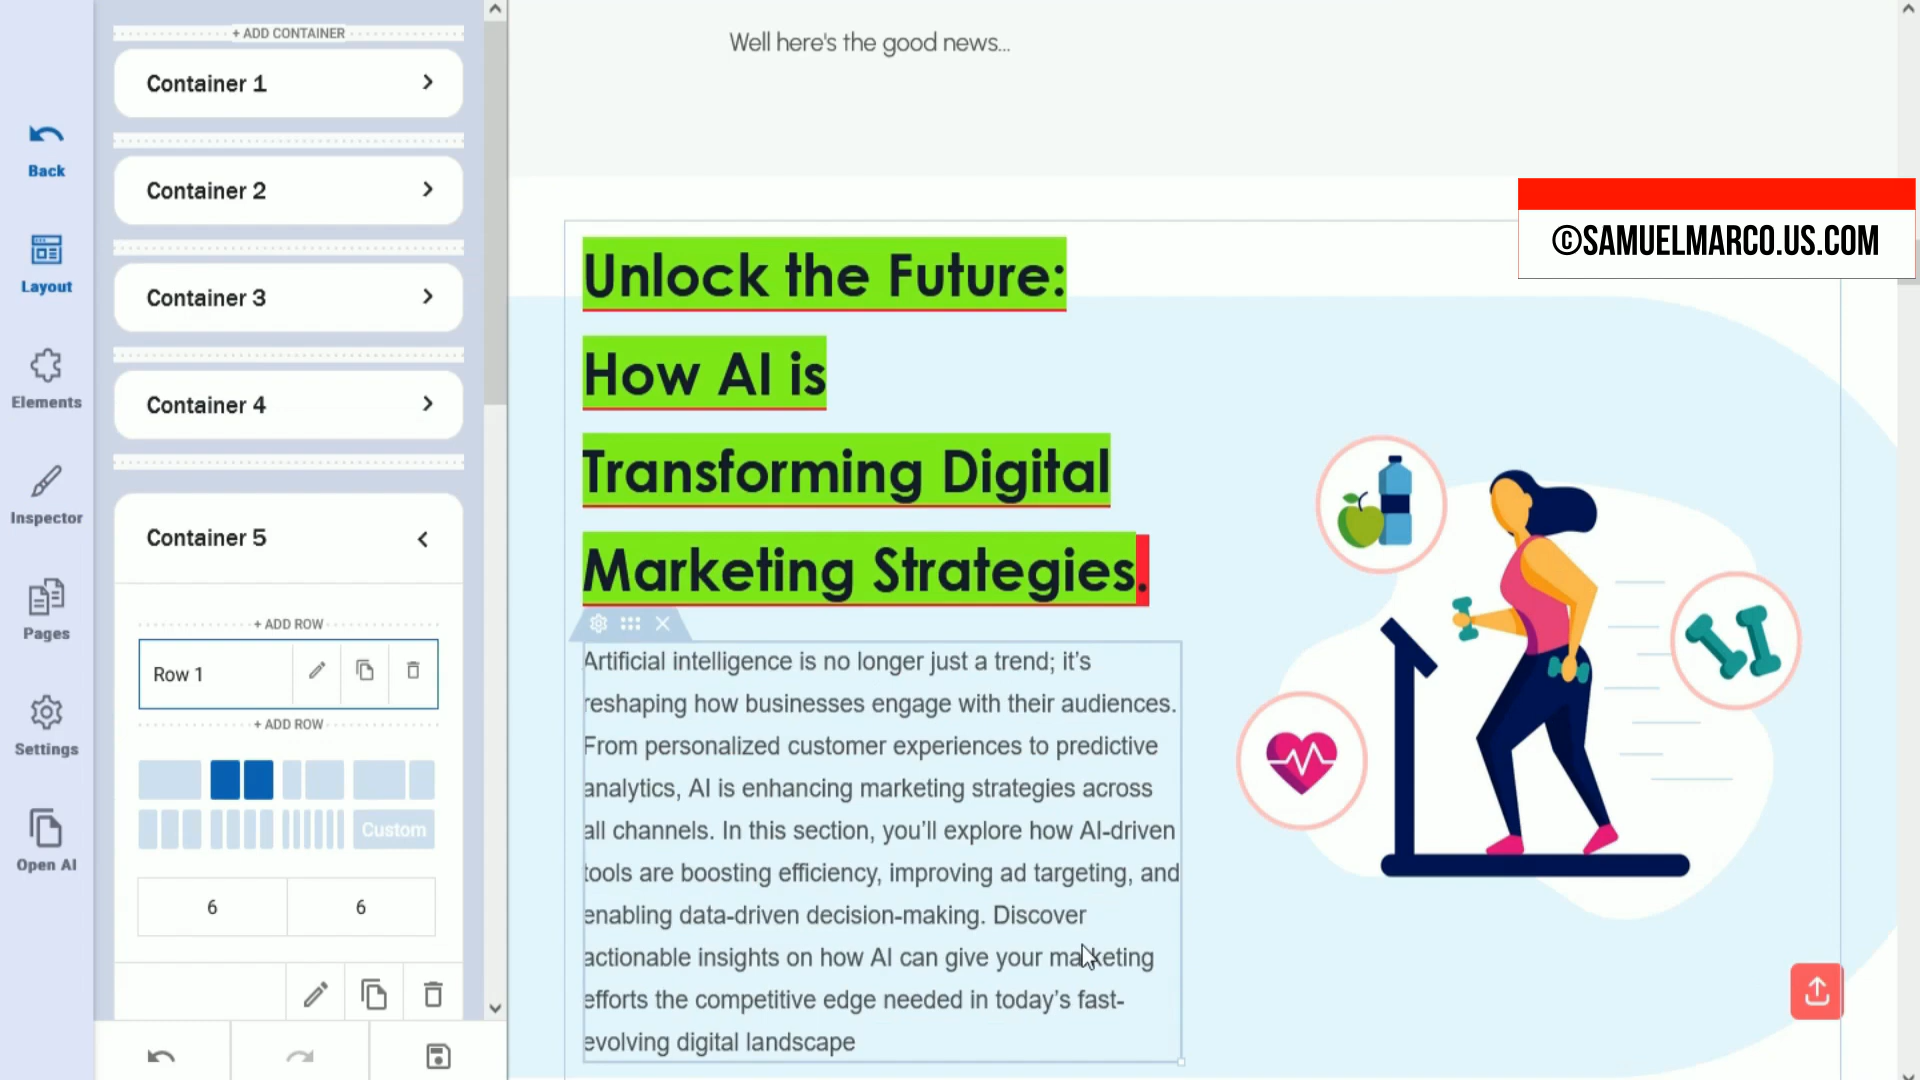 + ADD CONTAINER
Container 1
Container 2
Container 3
Container 4
Container 5
+ ADD ROW
Row 1
+ ADD ROW
Custom
6
6
Back
Layout
Elements
Inspector
Pages
Settings
Open AI
Well here's the good news...
©SAMUELMARCO.US.COM
Unlock the Future:
How AI is
Transforming Digital
Marketing Strategies.
Artificial intelligence is no longer just a trend; it’s
reshaping how businesses engage with their audiences.
From personalized customer experiences to predictive
analytics, AI is enhancing marketing strategies across
all channels. In this section, you’ll explore how AI-driven
tools are boosting efficiency, improving ad targeting, and
enabling data-driven decision-making. Discover
actionable insights on how AI can give your marketing
efforts the competitive edge needed in today’s fast-
evolving digital landscape